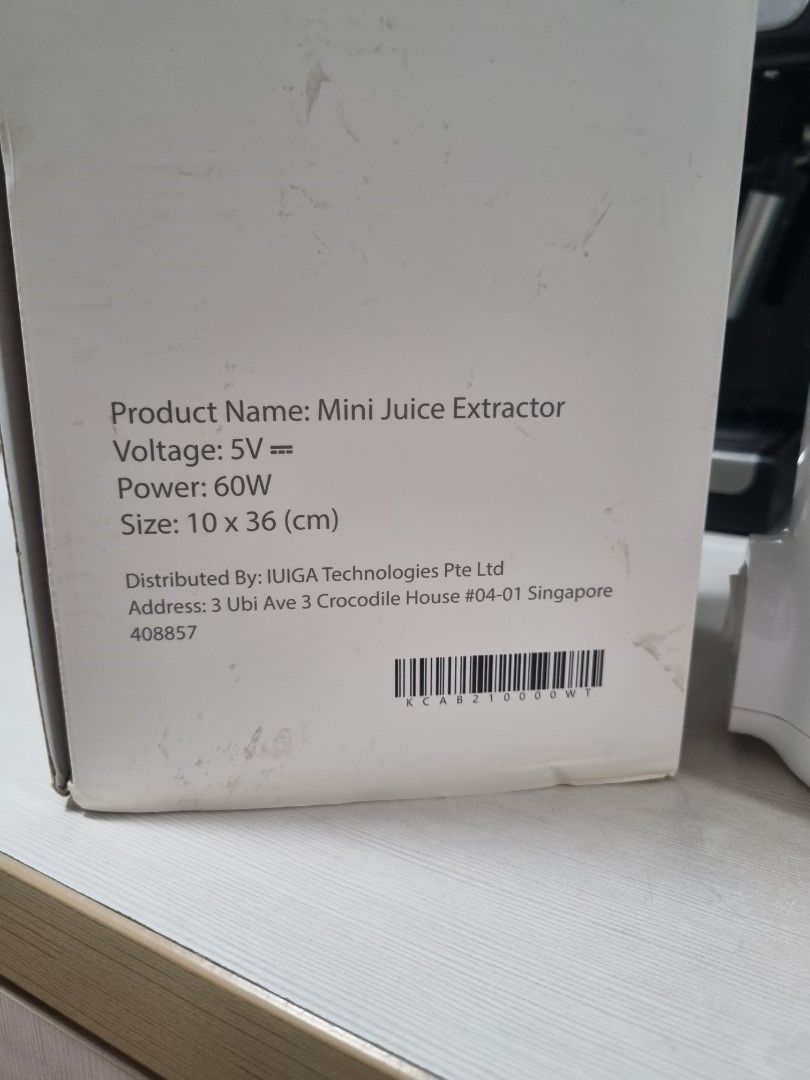 Product Name: Mini Juice Extractor
Voltage: 5V ⎓
Power: 60W
Size: 10 x 36 (cm)
Distributed By: IUIGA Technologies Pte Ltd
Address: 3 Ubi Ave 3 Crocodile House #04-01 Singapore
408857
KCAB210000WT